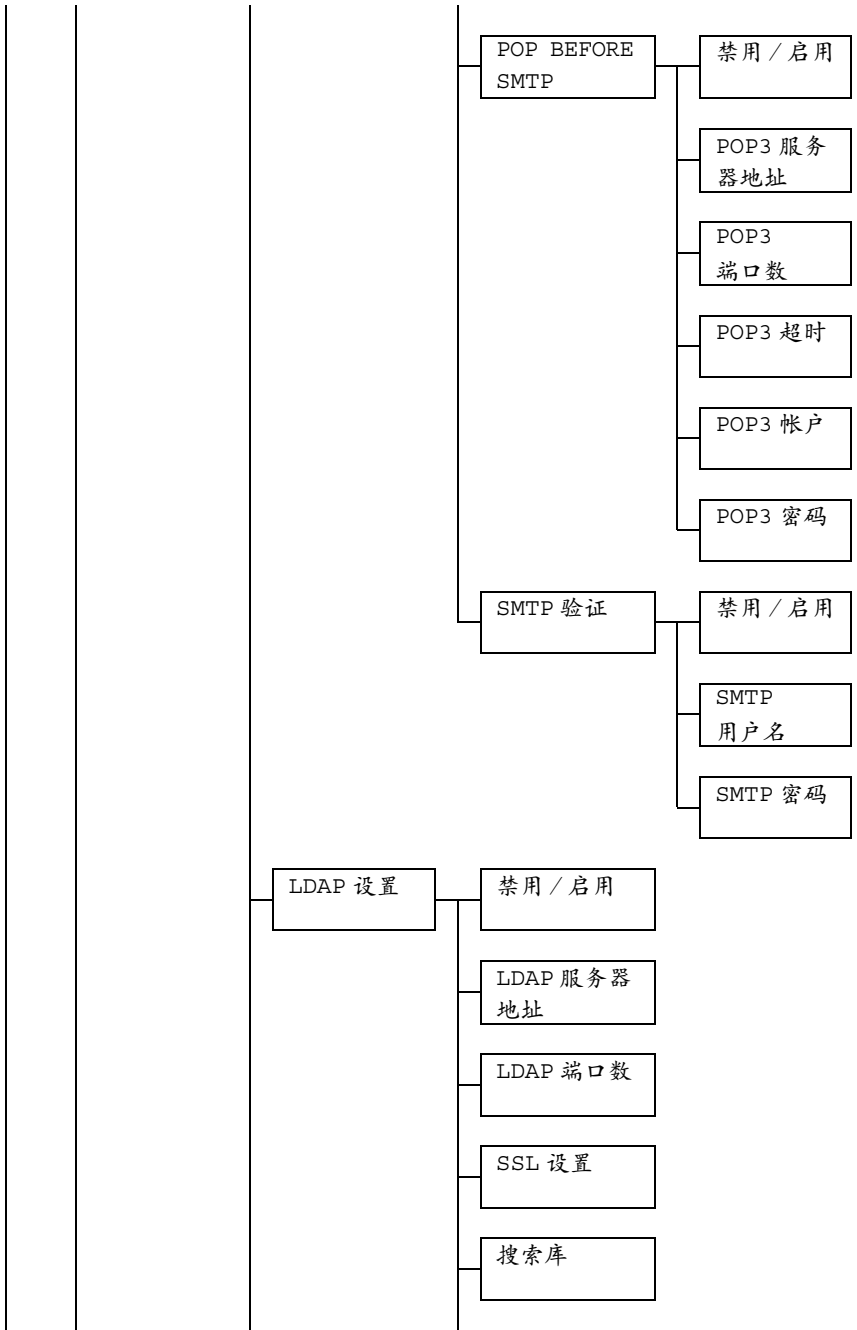 POP BEFORE
SMTP
禁用／启用
POP3 服务
器地址
POP3
端口数
POP3 超时
POP3 帐户
POP3 密码
SMTP 验证
禁用／启用
SMTP
用户名
SMTP 密码
LDAP 设置
禁用／启用
LDAP 服务器
地址
LDAP 端口数
SSL 设置
搜索库